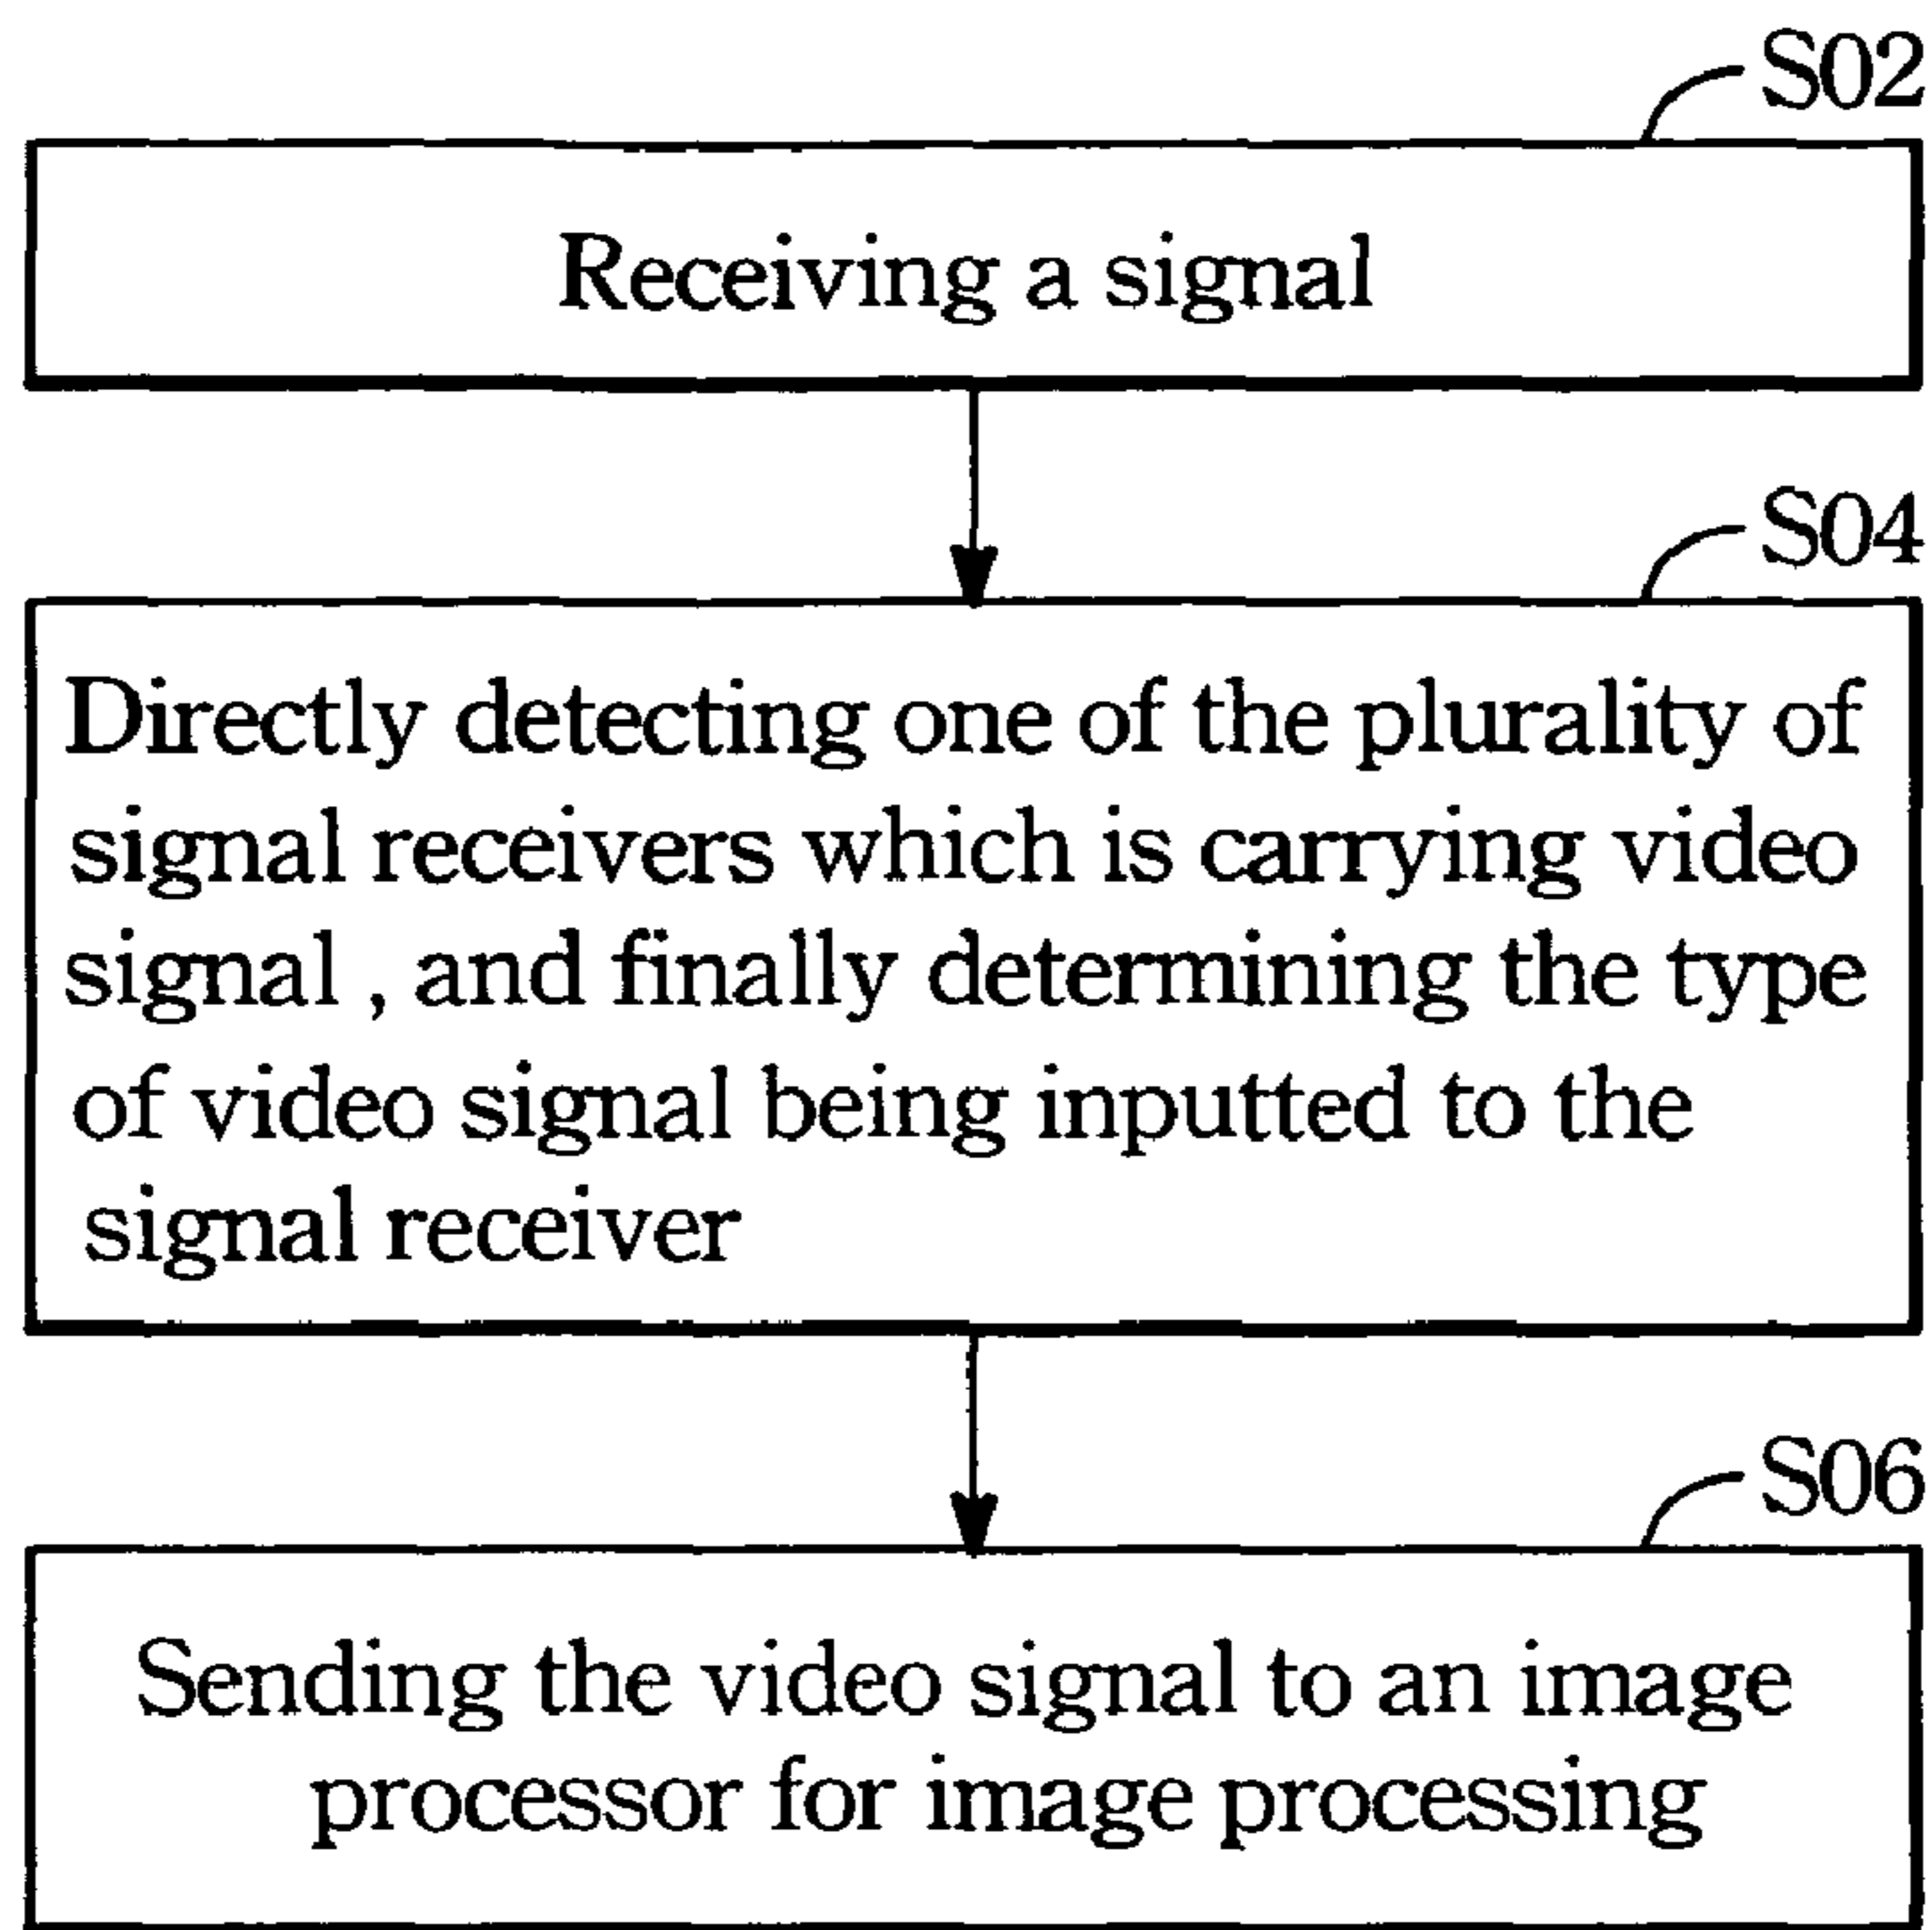 S02
Receiving a signal
S04
Directly detecting one of the plurality of
signal receivers which is carrying video
signal , and finally determining the type
of video signal being inputted to the
signal receiver
S06
Sending the video signal to an image
processor for image processing